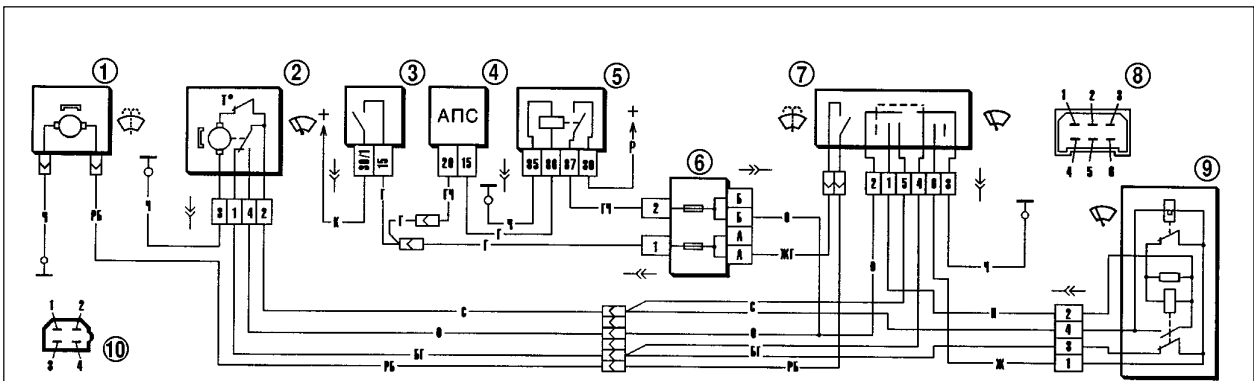 1
2
3
4
5
6
7
8
9
10
T°
АПС
30/1 15
20 15
85 86 87 30
+
+
Р
К
Г
Г
Г
ГЧ
Ч
Г
ГЧ
2
1
Б
Б
А
А
О
ЖГ
2 1 5 4 6 3
1 2 3
4 5 6
Ч
РБ
Ч
3 1 4 2
С
О
БГ
РБ
С
О
БГ
РБ
О
Ч
К
Ж
2
4
3
1
1 2
3 4